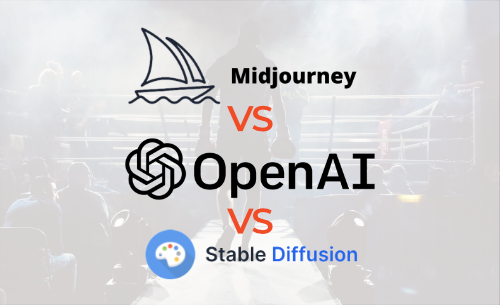 Midjourney
VS
OpenAI
VS
Stable Diffusion